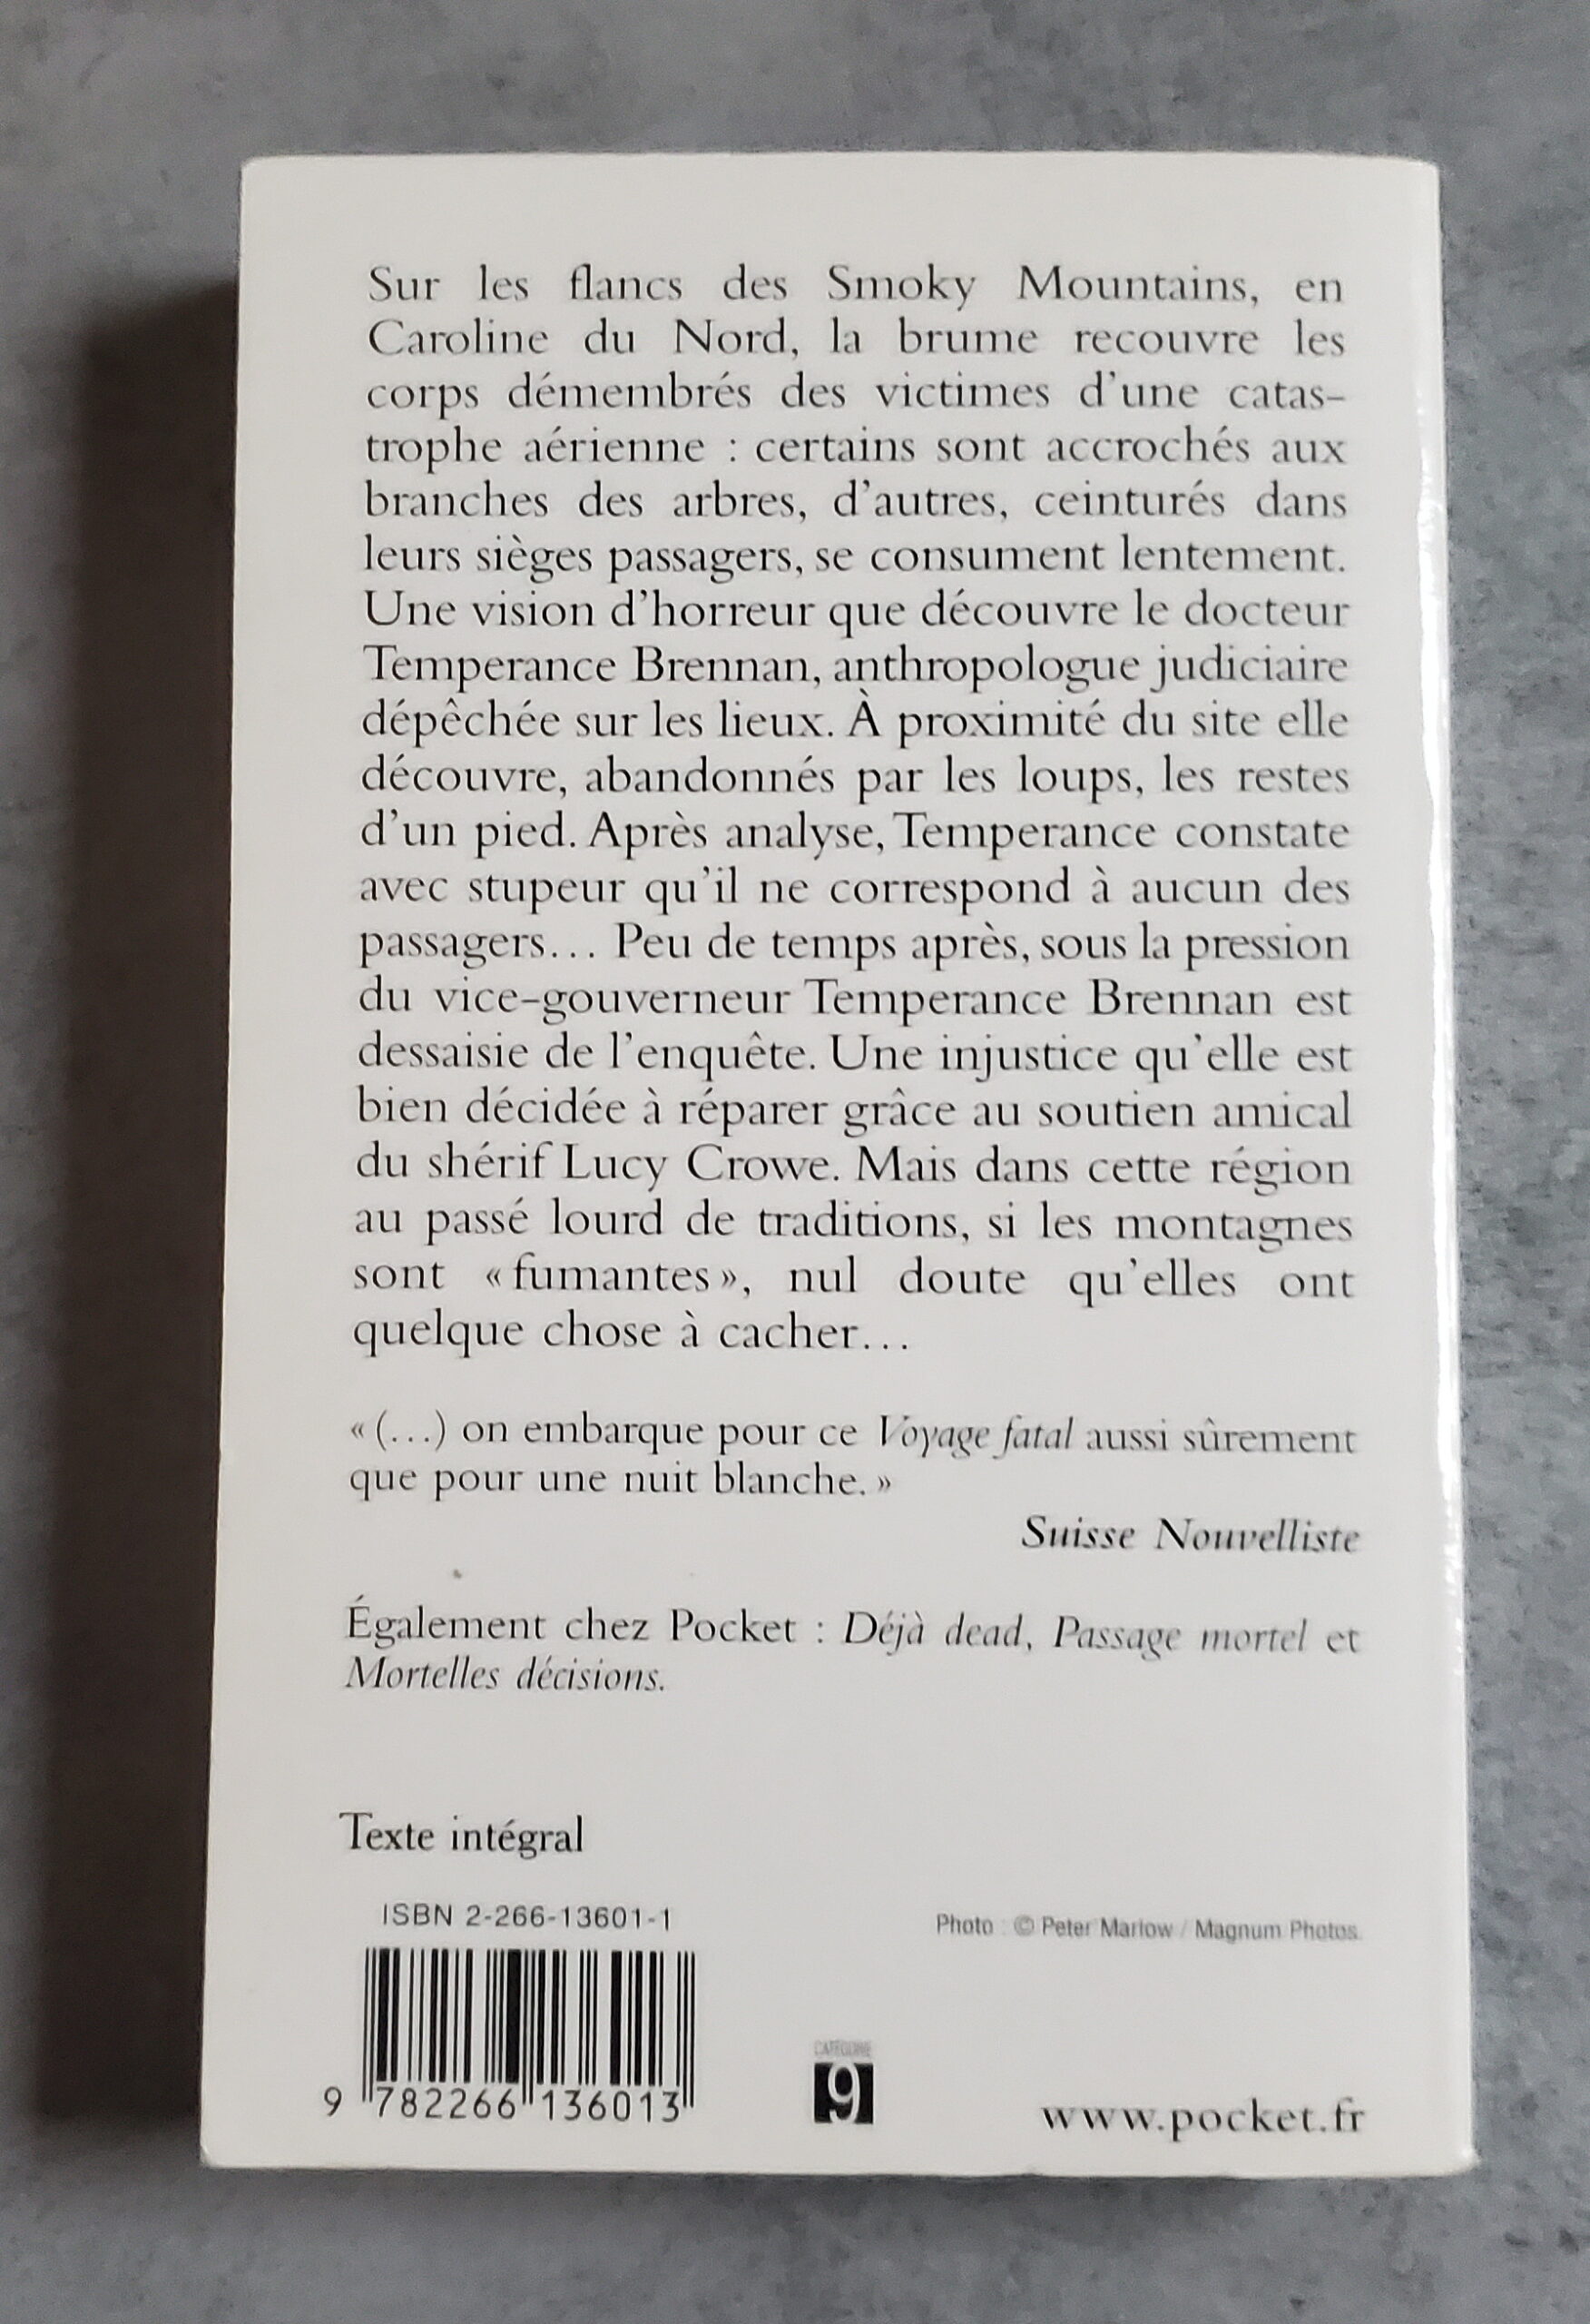 Sur les flancs des Smoky Mountains, en
Caroline du Nord, la brume recouvre les
corps démembrés des victimes d'une catas-
trophe aérienne : certains sont accrochés aux
branches des arbres, d'autres, ceinturés dans
leurs sièges passagers, se consument lentement.
Une vision d'horreur que découvre le docteur
Temperance Brennan, anthropologue judiciaire
dépêchée sur les lieux. À proximité du site elle
découvre, abandonnés par les loups, les restes
d'un pied. Après analyse, Temperance constate
avec stupeur qu'il ne correspond à aucun des
passagers... Peu de temps après, sous la pression
du vice-gouverneur Temperance Brennan est
dessaisie de l'enquête. Une injustice qu'elle est
bien décidée à réparer grâce au soutien amical
du shérif Lucy Crowe. Mais dans cette région
au passé lourd de traditions, si les montagnes
sont « fumantes », nul doute qu'elles ont
quelque chose à cacher...
« (...) on embarque pour ce Voyage fatal aussi sûrement
que pour une nuit blanche. »
Suisse Nouvelliste
Également chez Pocket : Déjà dead, Passage mortel et
Mortelles décisions.
Texte intégral
ISBN 2-266-13601-1
Photo : © Peter Marlow / Magnum Photos.
9 782266 136013
CATÉGORIE
9
www.pocket.fr